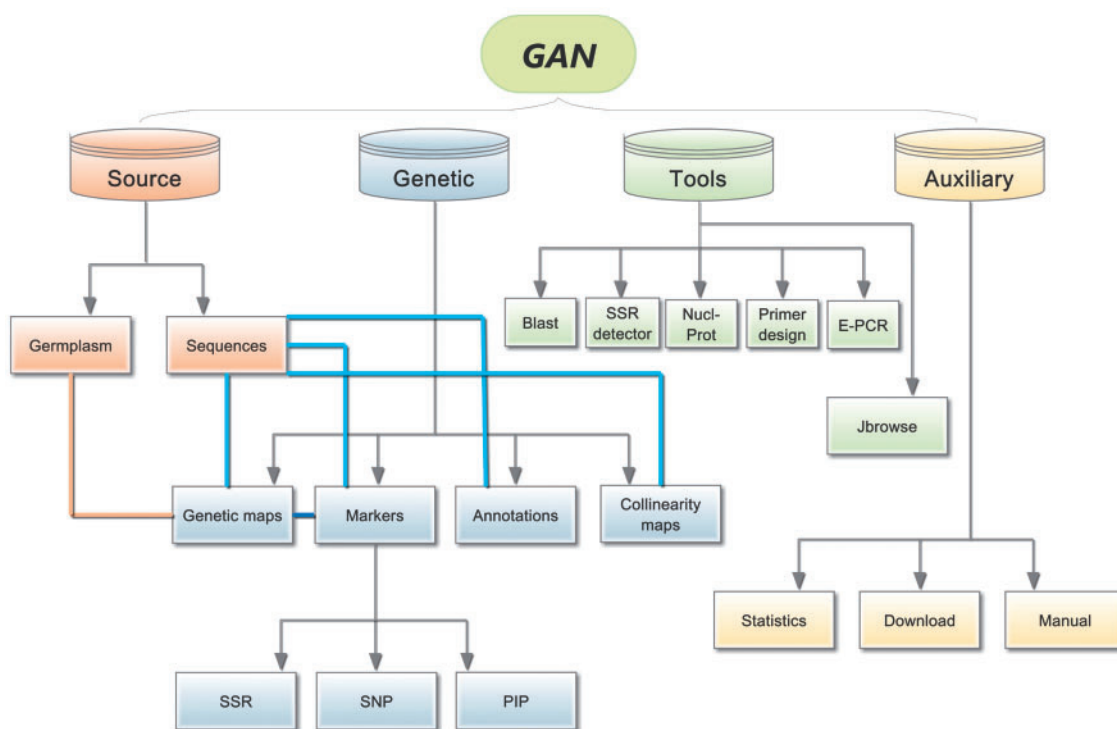 GAN
Source
Genetic
Tools
Auxiliary
Blast
SSR
detector
Nucl-
Prot
Primer
design
E-PCR
Germplasm
Sequences
Jbrowse
Genetic maps
Markers
Annotations
Collinearity
maps
Statistics
Download
Manual
SSR
SNP
PIP